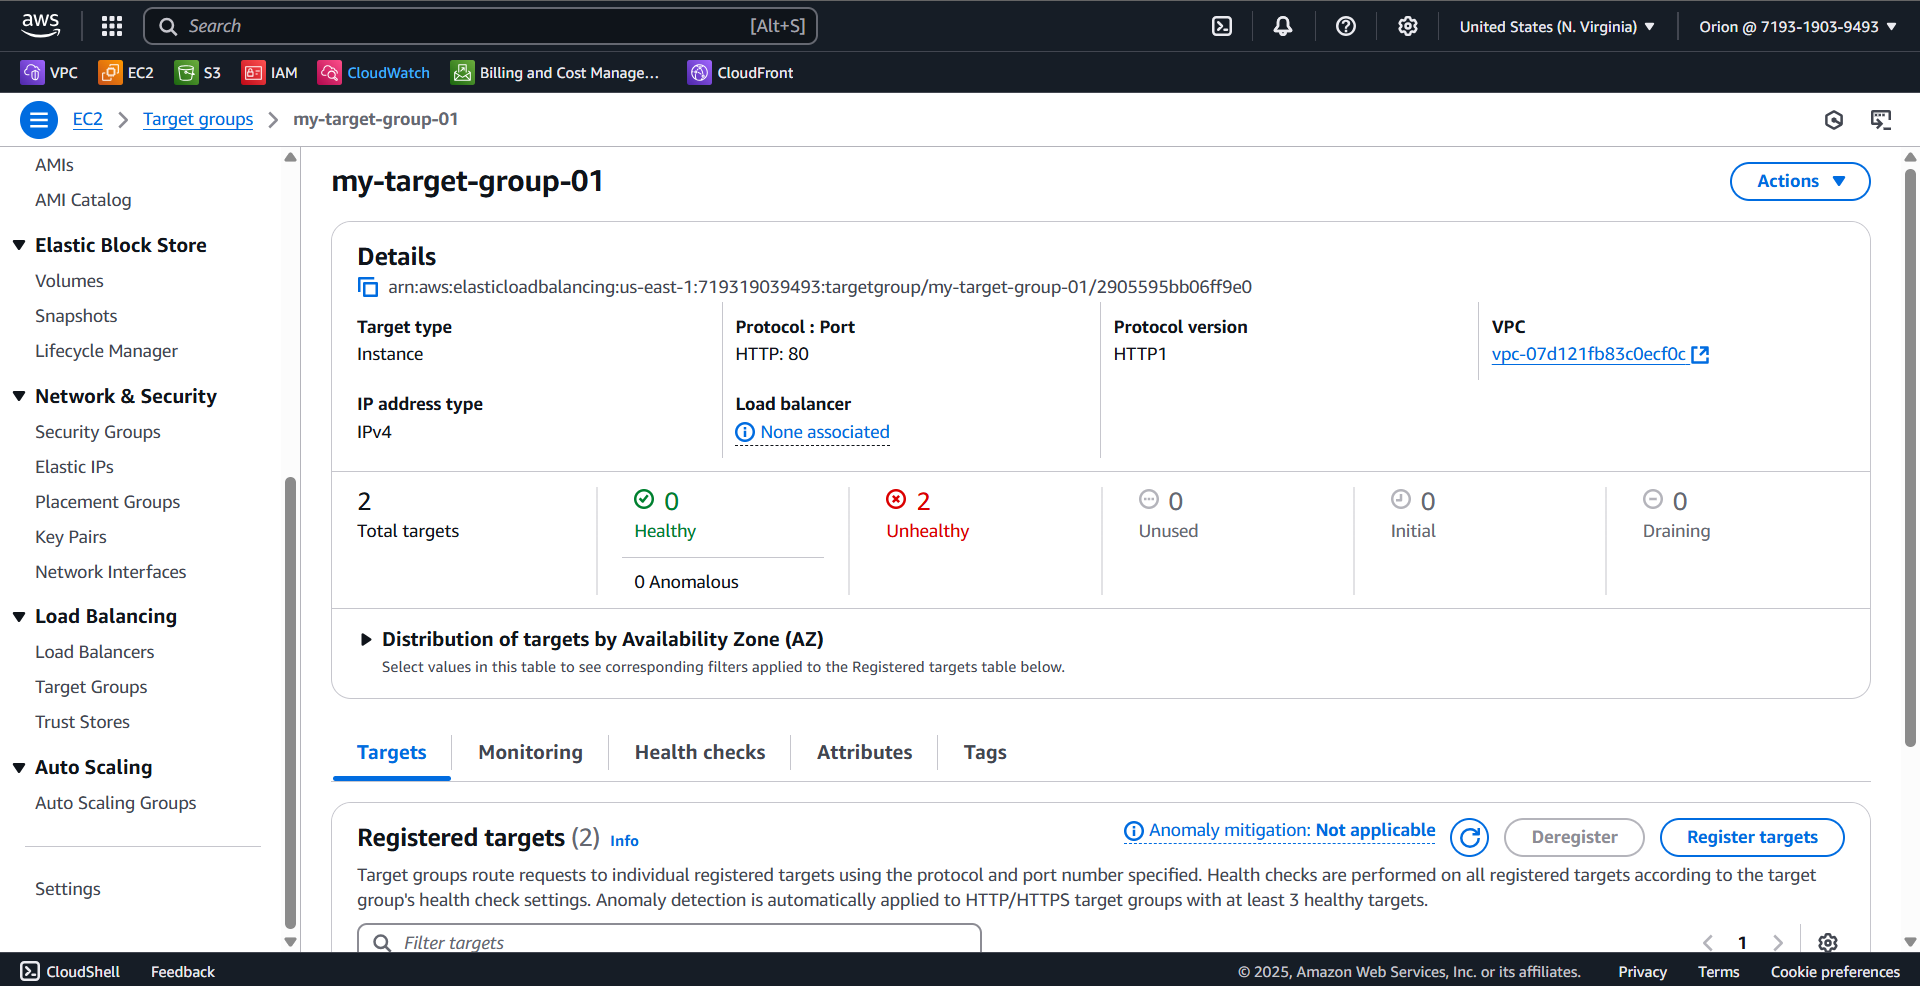 aws
Search [Alt+S]
United States (N. Virginia)
Orion @ 7193-1903-9493
VPC
EC2
S3
IAM
CloudWatch
Billing and Cost Manage...
CloudFront
EC2
Target groups
my-target-group-01
AMIs
AMI Catalog
Elastic Block Store
Volumes
Snapshots
Lifecycle Manager
Network & Security
Security Groups
Elastic IPs
Placement Groups
Key Pairs
Network Interfaces
Load Balancing
Load Balancers
Target Groups
Trust Stores
Auto Scaling
Auto Scaling Groups
Settings
my-target-group-01
Actions
Details
arn:aws:elasticloadbalancing:us-east-1:719319039493:targetgroup/my-target-group-01/2905595bb06ff9e0
Target type
Instance
Protocol : Port
HTTP: 80
Protocol version
HTTP1
VPC
vpc-07d121fb83c0ecf0c
IP address type
IPv4
Load balancer
None associated
2
Total targets
0
Healthy
0 Anomalous
2
Unhealthy
0
Unused
0
Initial
0
Draining
Distribution of targets by Availability Zone (AZ)
Select values in this table to see corresponding filters applied to the Registered targets table below.
Targets
Monitoring
Health checks
Attributes
Tags
Registered targets (2) Info
Anomaly mitigation: Not applicable
Deregister
Register targets
Target groups route requests to individual registered targets using the protocol and port number specified. Health checks are performed on all registered targets according to the target
group's health check settings. Anomaly detection is automatically applied to HTTP/HTTPS target groups with at least 3 healthy targets.
Filter targets
1
CloudShell
Feedback
© 2025, Amazon Web Services, Inc. or its affiliates.
Privacy
Terms
Cookie preferences